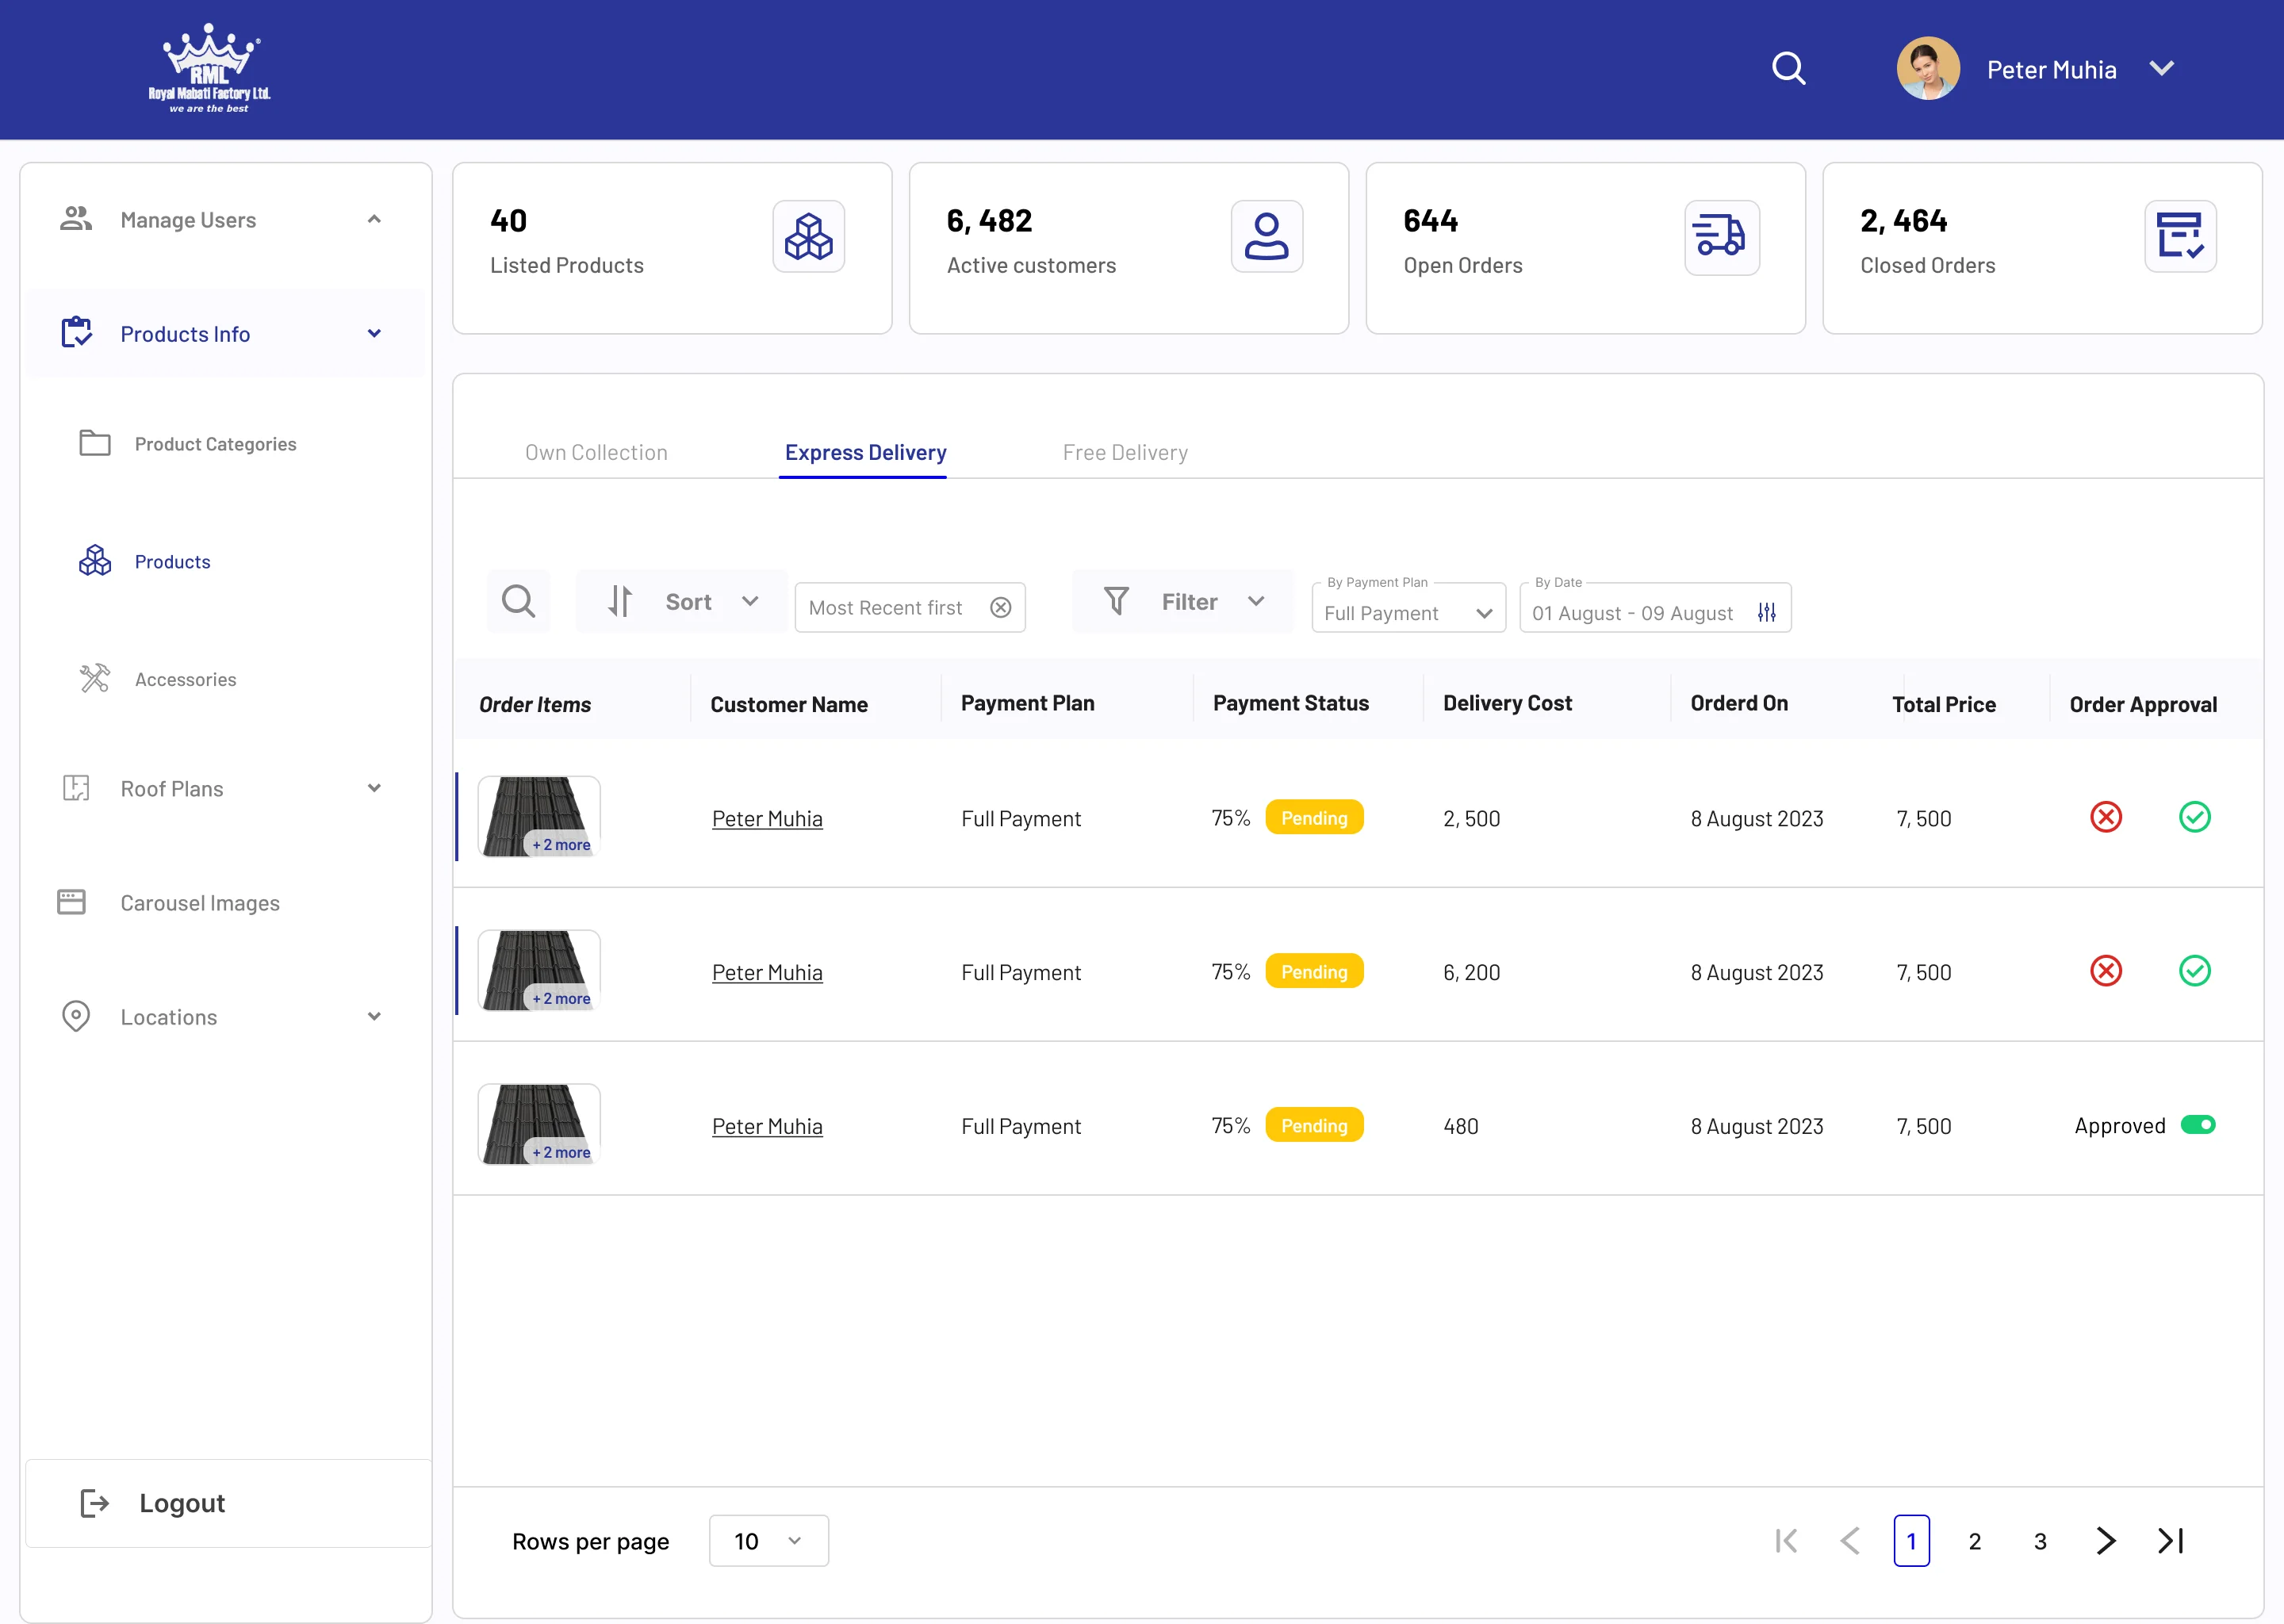 RML
Royal Mabati Factory Ltd.
we are the best
Peter Muhia
Manage Users
Products Info
Product Categories
Products
Accessories
Roof Plans
Carousel Images
Locations
Logout
40
Listed Products
6, 482
Active customers
644
Open Orders
2, 464
Closed Orders
Own Collection Express Delivery Free Delivery
Sort Most Recent first Filter By Payment Plan Full Payment By Date 01 August - 09 August
Order Items Customer Name Payment Plan Payment Status Delivery Cost Orderd On Total Price Order Approval
+ 2 more Peter Muhia Full Payment 75% Pending 2, 500 8 August 2023 7, 500
+ 2 more Peter Muhia Full Payment 75% Pending 6, 200 8 August 2023 7, 500
+ 2 more Peter Muhia Full Payment 75% Pending 480 8 August 2023 7, 500 Approved
Rows per page 10 1 2 3